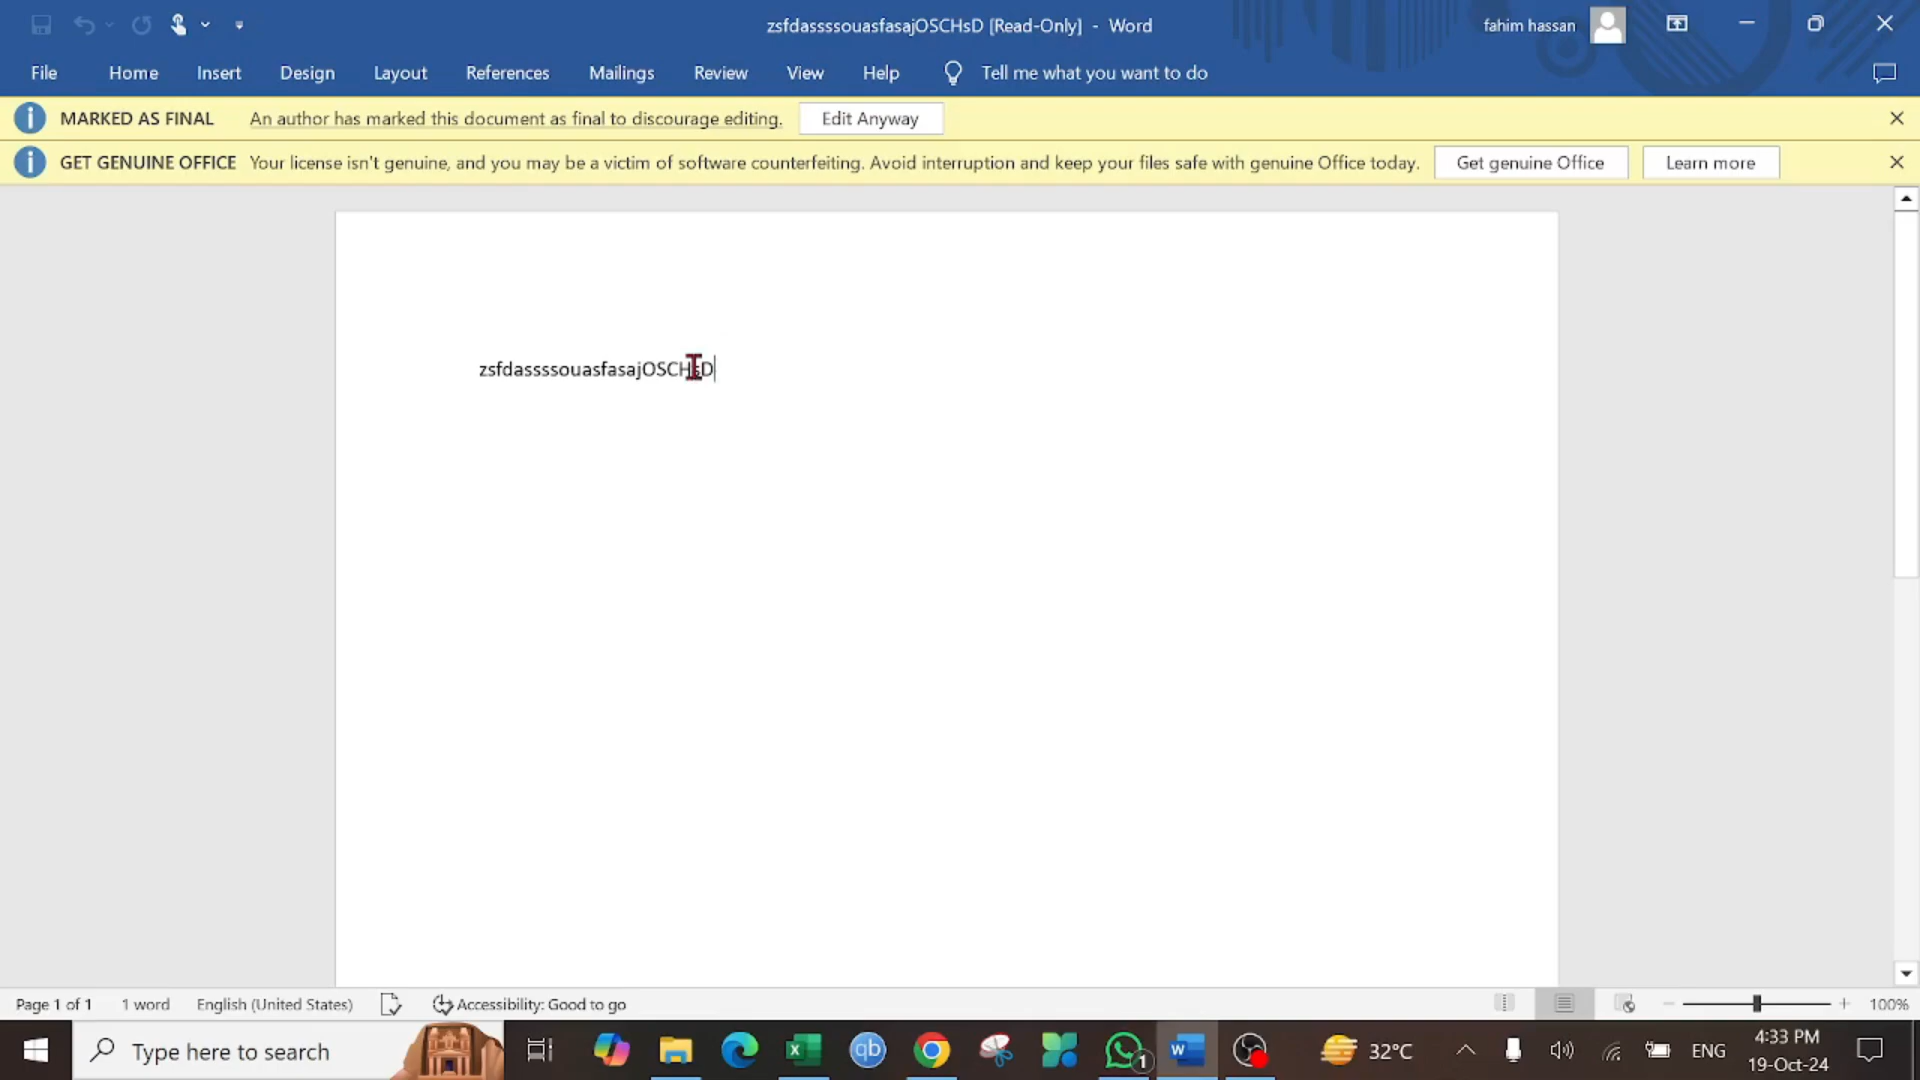 zsfdassssouasfasajOSCHsD [Read-Only] - Word
fahim hassan
File Home Insert Design Layout References Mailings Review View Help Tell me what you want to do
MARKED AS FINAL An author has marked this document as final to discourage editing. Edit Anyway
GET GENUINE OFFICE Your license isn't genuine, and you may be a victim of software counterfeiting. Avoid interruption and keep your files safe with genuine Office today. Get genuine Office Learn more
zsfdassssouasfasajOSCHsD
Page 1 of 1 1 word English (United States) Accessibility: Good to go 100%
Type here to search qb 1 32°C ENG 4:33 PM
19-Oct-24